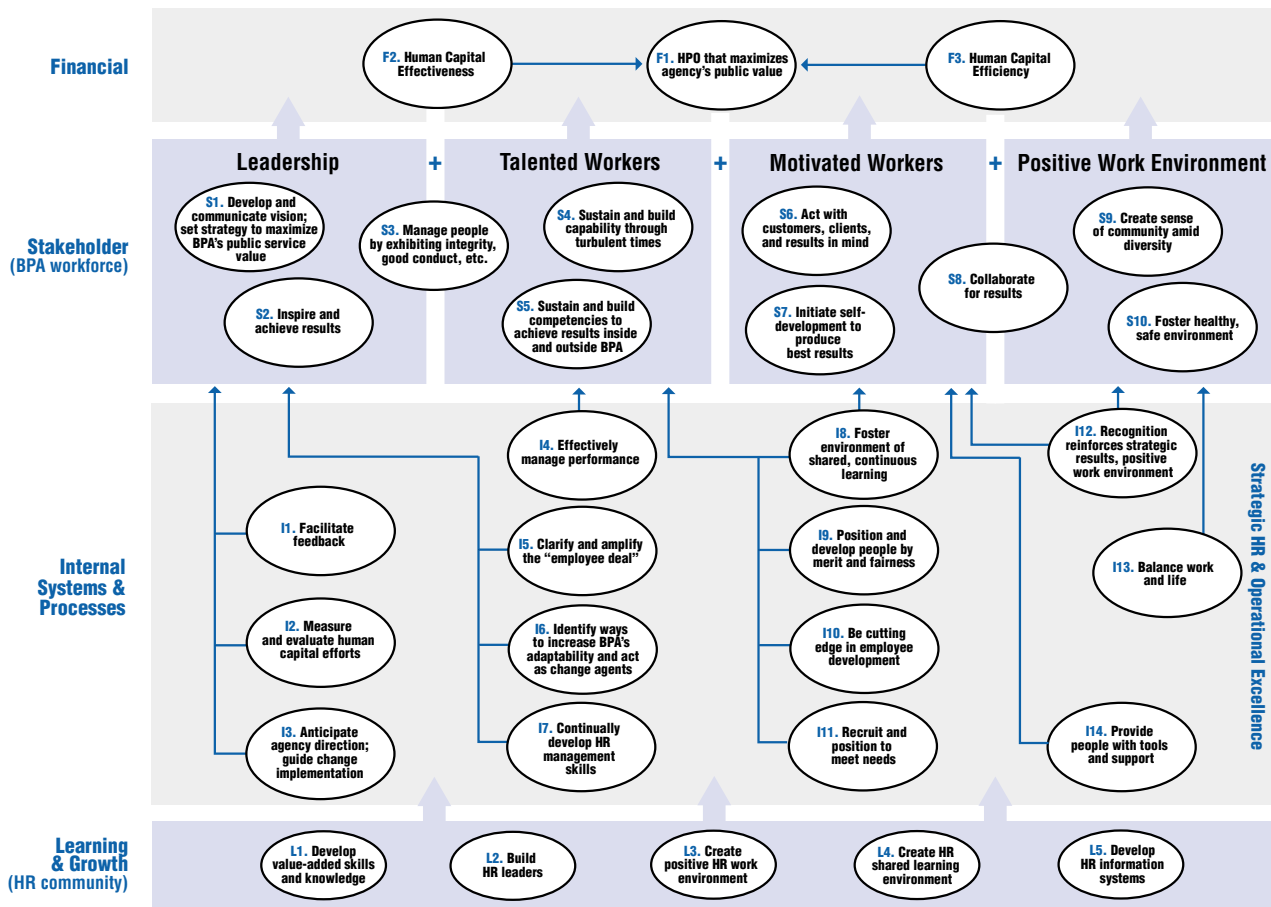 Financial
F2. Human Capital
Effectiveness
F1. HPO that maximizes
agency's public value
F3. Human Capital
Efficiency
Stakeholder
(BPA workforce)
Leadership
+
Talented Workers
+
Motivated Workers
+
Positive Work Environment
S1. Develop and
communicate vision;
set strategy to maximize
BPA's public service
value
S2. Inspire and
achieve results
S3. Manage people
by exhibiting integrity,
good conduct, etc.
S4. Sustain and build
capability through
turbulent times
S5. Sustain and build
competencies to
achieve results inside
and outside BPA
S6. Act with
customers, clients,
and results in mind
S7. Initiate self-
development to
produce
best results
S8. Collaborate
for results
S9. Create sense
of community amid
diversity
S10. Foster healthy,
safe environment
Internal
Systems &
Processes
I1. Facilitate
feedback
I2. Measure
and evaluate human
capital efforts
I3. Anticipate
agency direction;
guide change
implementation
I4. Effectively
manage performance
I5. Clarify and amplify
the “employee deal”
I6. Identify ways
to increase BPA's
adaptability and act
as change agents
I7. Continually
develop HR
management
skills
I8. Foster
environment of
shared, continuous
learning
I9. Position and
develop people by
merit and fairness
I10. Be cutting
edge in employee
development
I11. Recruit and
position to
meet needs
I12. Recognition
reinforces strategic
results, positive
work environment
I13. Balance work
and life
I14. Provide
people with tools
and support
Strategic HR & Operational Excellence
Learning
& Growth
(HR community)
L1. Develop
value-added skills
and knowledge
L2. Build
HR leaders
L3. Create
positive HR work
environment
L4. Create HR
shared learning
environment
L5. Develop
HR information
systems